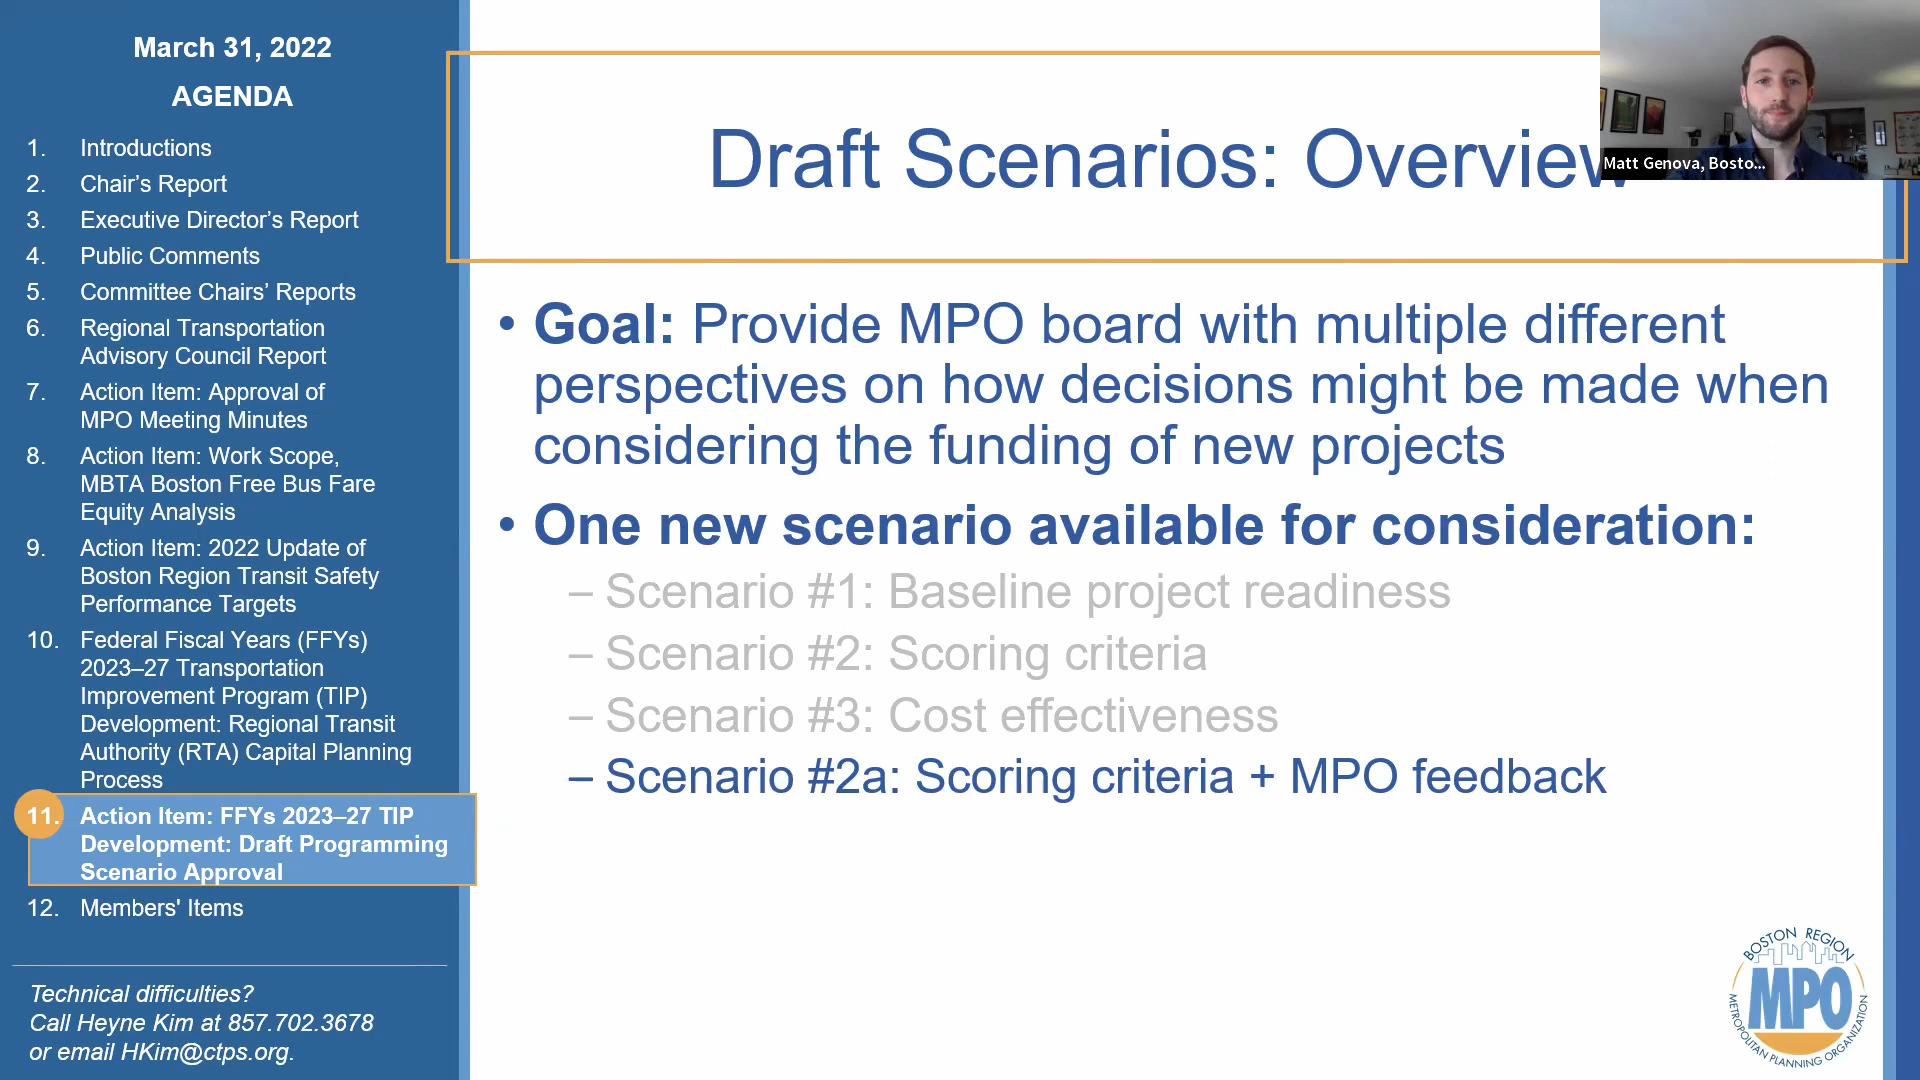 March 31, 2022
AGENDA
1. Introductions
2. Chair’s Report
3. Executive Director’s Report
4. Public Comments
5. Committee Chairs’ Reports
6. Regional Transportation
Advisory Council Report
7. Action Item: Approval of
MPO Meeting Minutes
8. Action Item: Work Scope,
MBTA Boston Free Bus Fare
Equity Analysis
9. Action Item: 2022 Update of
Boston Region Transit Safety
Performance Targets
10. Federal Fiscal Years (FFYs)
2023–27 Transportation
Improvement Program (TIP)
Development: Regional Transit
Authority (RTA) Capital Planning
Process
11. Action Item: FFYs 2023–27 TIP
Development: Draft Programming
Scenario Approval
12. Members' Items
Technical difficulties?
Call Heyne Kim at 857.702.3678
or email HKim@ctps.org.
Draft Scenarios: Overview
Matt Genova, Bosto...
• Goal: Provide MPO board with multiple different
perspectives on how decisions might be made when
considering the funding of new projects
• One new scenario available for consideration:
– Scenario #1: Baseline project readiness
– Scenario #2: Scoring criteria
– Scenario #3: Cost effectiveness
– Scenario #2a: Scoring criteria + MPO feedback
BOSTON REGION
MPO
METROPOLITAN PLANNING ORGANIZATION